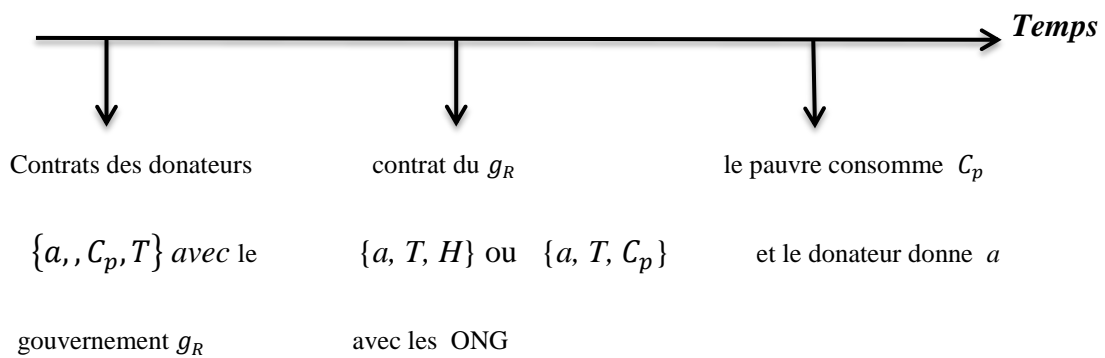 Temps
Contrats des donateurs
contrat du g_R
le pauvre consomme C_p
{a, , C_p, T} avec le
{a, T, H} ou {a, T, C_p}
et le donateur donne a
gouvernement g_R
avec les ONG